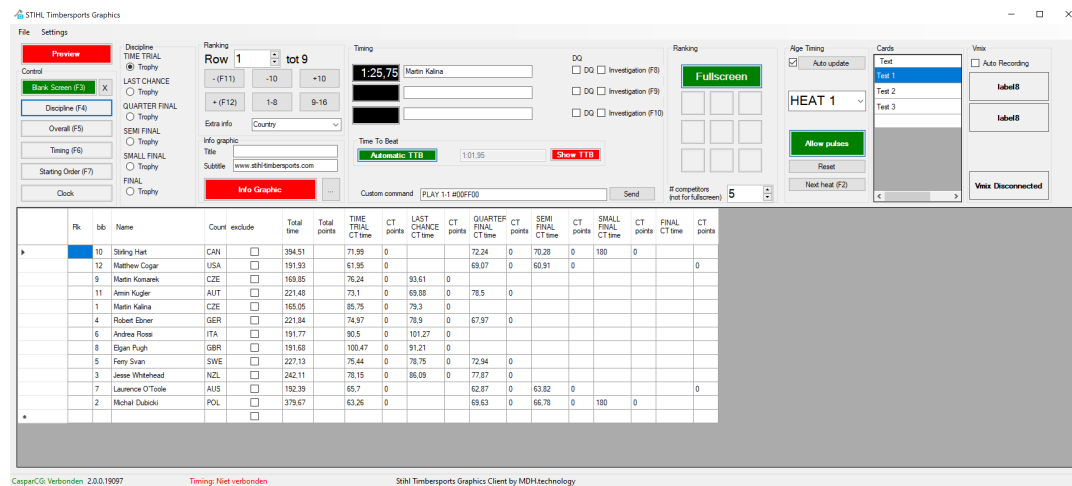 STIHL Timbersports Graphics
File Settings
Preview
Control
Blank Screen (F3) X
Discipline (F4)
Overall (F5)
Timing (F6)
Starting Order (F7)
Clock
Discipline
TIME TRIAL
Trophy
LAST CHANCE
Trophy
QUARTER FINAL
Trophy
SEMI FINAL
Trophy
SMALL FINAL
Trophy
FINAL
Trophy
Ranking
Row 1 tot 9
- (F11) -10 +10
+ (F12) 1-8 9-16
Extra info Country
Info graphic
Title
Subtitle www.stihl-timbersports.com
Info Graphic ...
Timing
DQ
1:25,75 Martin Kalina DQ Investigation (F8)
DQ Investigation (F9)
DQ Investigation (F10)
Time To Beat
Automatic TTB 1:01,95 Show TTB
Custom command PLAY 1-1 #00FF00 Send
Ranking
Fullscreen
# competitors
(not for fullscreen) 5
Alge Timing
Auto update
HEAT 1
Allow pulses
Reset
Next heat (F2)
Cards
Text
Test 1
Test 2
Test 3
Vmix
Auto Recording
label8
label8
Vmix Disconnected
Rk bib Name Count exclude Total time Total points TIME TRIAL CT time CT points LAST CHANCE CT time CT points QUARTER FINAL CT time CT points SEMI FINAL CT time CT points SMALL FINAL CT time CT points FINAL CT time CT points
10 Stirling Hart CAN 394,51 71,99 0 72,24 0 70,28 0 180 0
12 Matthew Cogar USA 191,93 61,95 0 69,07 0 60,91 0 0
9 Martin Komarek CZE 169,85 76,24 0 93,61 0
11 Armin Kugler AUT 221,48 73,1 0 69,88 0 78,5 0
1 Martin Kalina CZE 165,05 85,75 0 79,3 0
4 Robert Ebner GER 221,84 74,97 0 78,9 0 67,97 0
6 Andrea Rossi ITA 191,77 90,5 0 101,27 0
8 Elgan Pugh GBR 191,68 100,47 0 91,21 0
5 Ferry Svan SWE 227,13 75,44 0 78,75 0 72,94 0
3 Jesse Whitehead NZL 242,11 78,15 0 86,09 0 77,87 0
7 Laurence O'Toole AUS 192,39 65,7 0 62,87 0 63,82 0 0
2 Michał Dubicki POL 379,67 63,26 0 69,63 0 66,78 0 180 0
*
CasparCG: Verbonden 2.0.0.19097 Timing: Niet verbonden Stihl Timbersports Graphics Client by MDH.technology